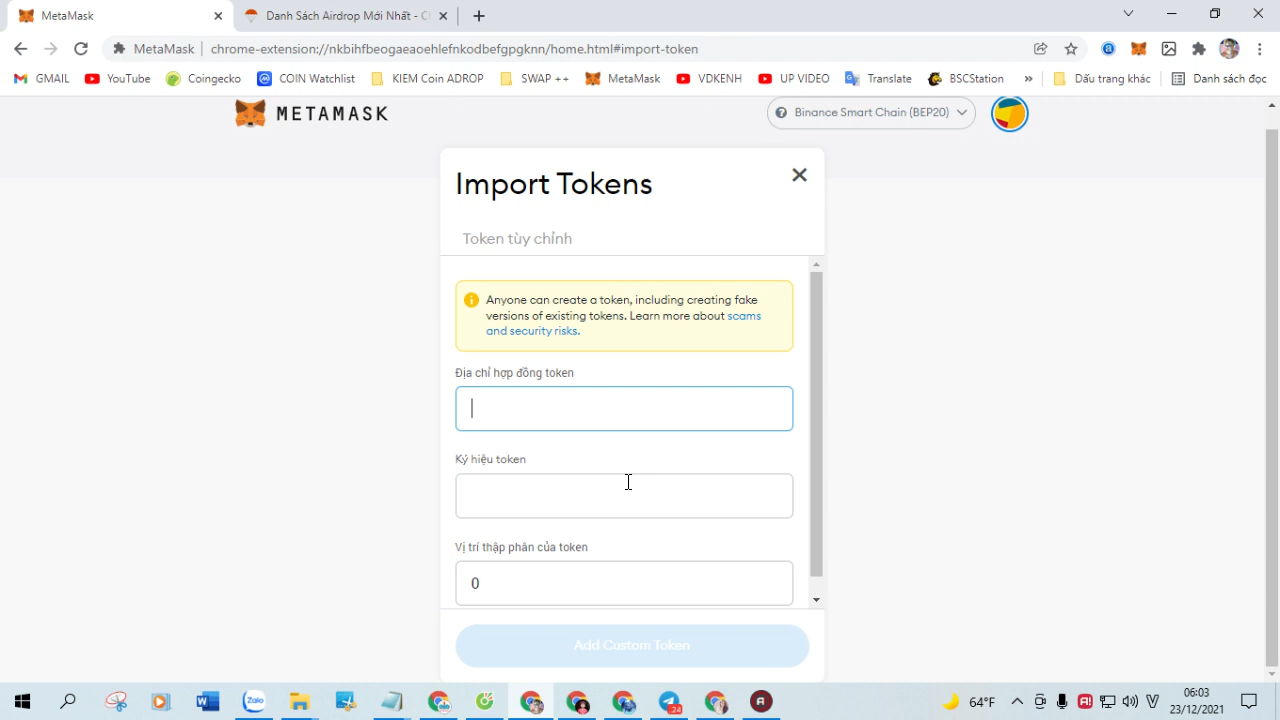 MetaMask
Danh Sách Airdrop Mới Nhất - C
MetaMask
chrome-extension://nkbihfbeogaeaoehlefnkodbefgpgknn/home.html#import-token
GMAIL
YouTube
Coingecko
COIN Watchlist
KIEM Coin ADROP
SWAP ++
MetaMask
VDKENH
UP VIDEO
Translate
BSCStation
»
Dấu trang khác
Danh sách đọc
METAMASK
Binance Smart Chain (BEP20)
Import Tokens
Token tùy chỉnh
Anyone can create a token, including creating fake
versions of existing tokens. Learn more about scams
and security risks.
Địa chỉ hợp đồng token
Ký hiệu token
Vị trí thập phân của token
0
Add Custom Token
Zalo
24
64°F
06:03
23/12/2021